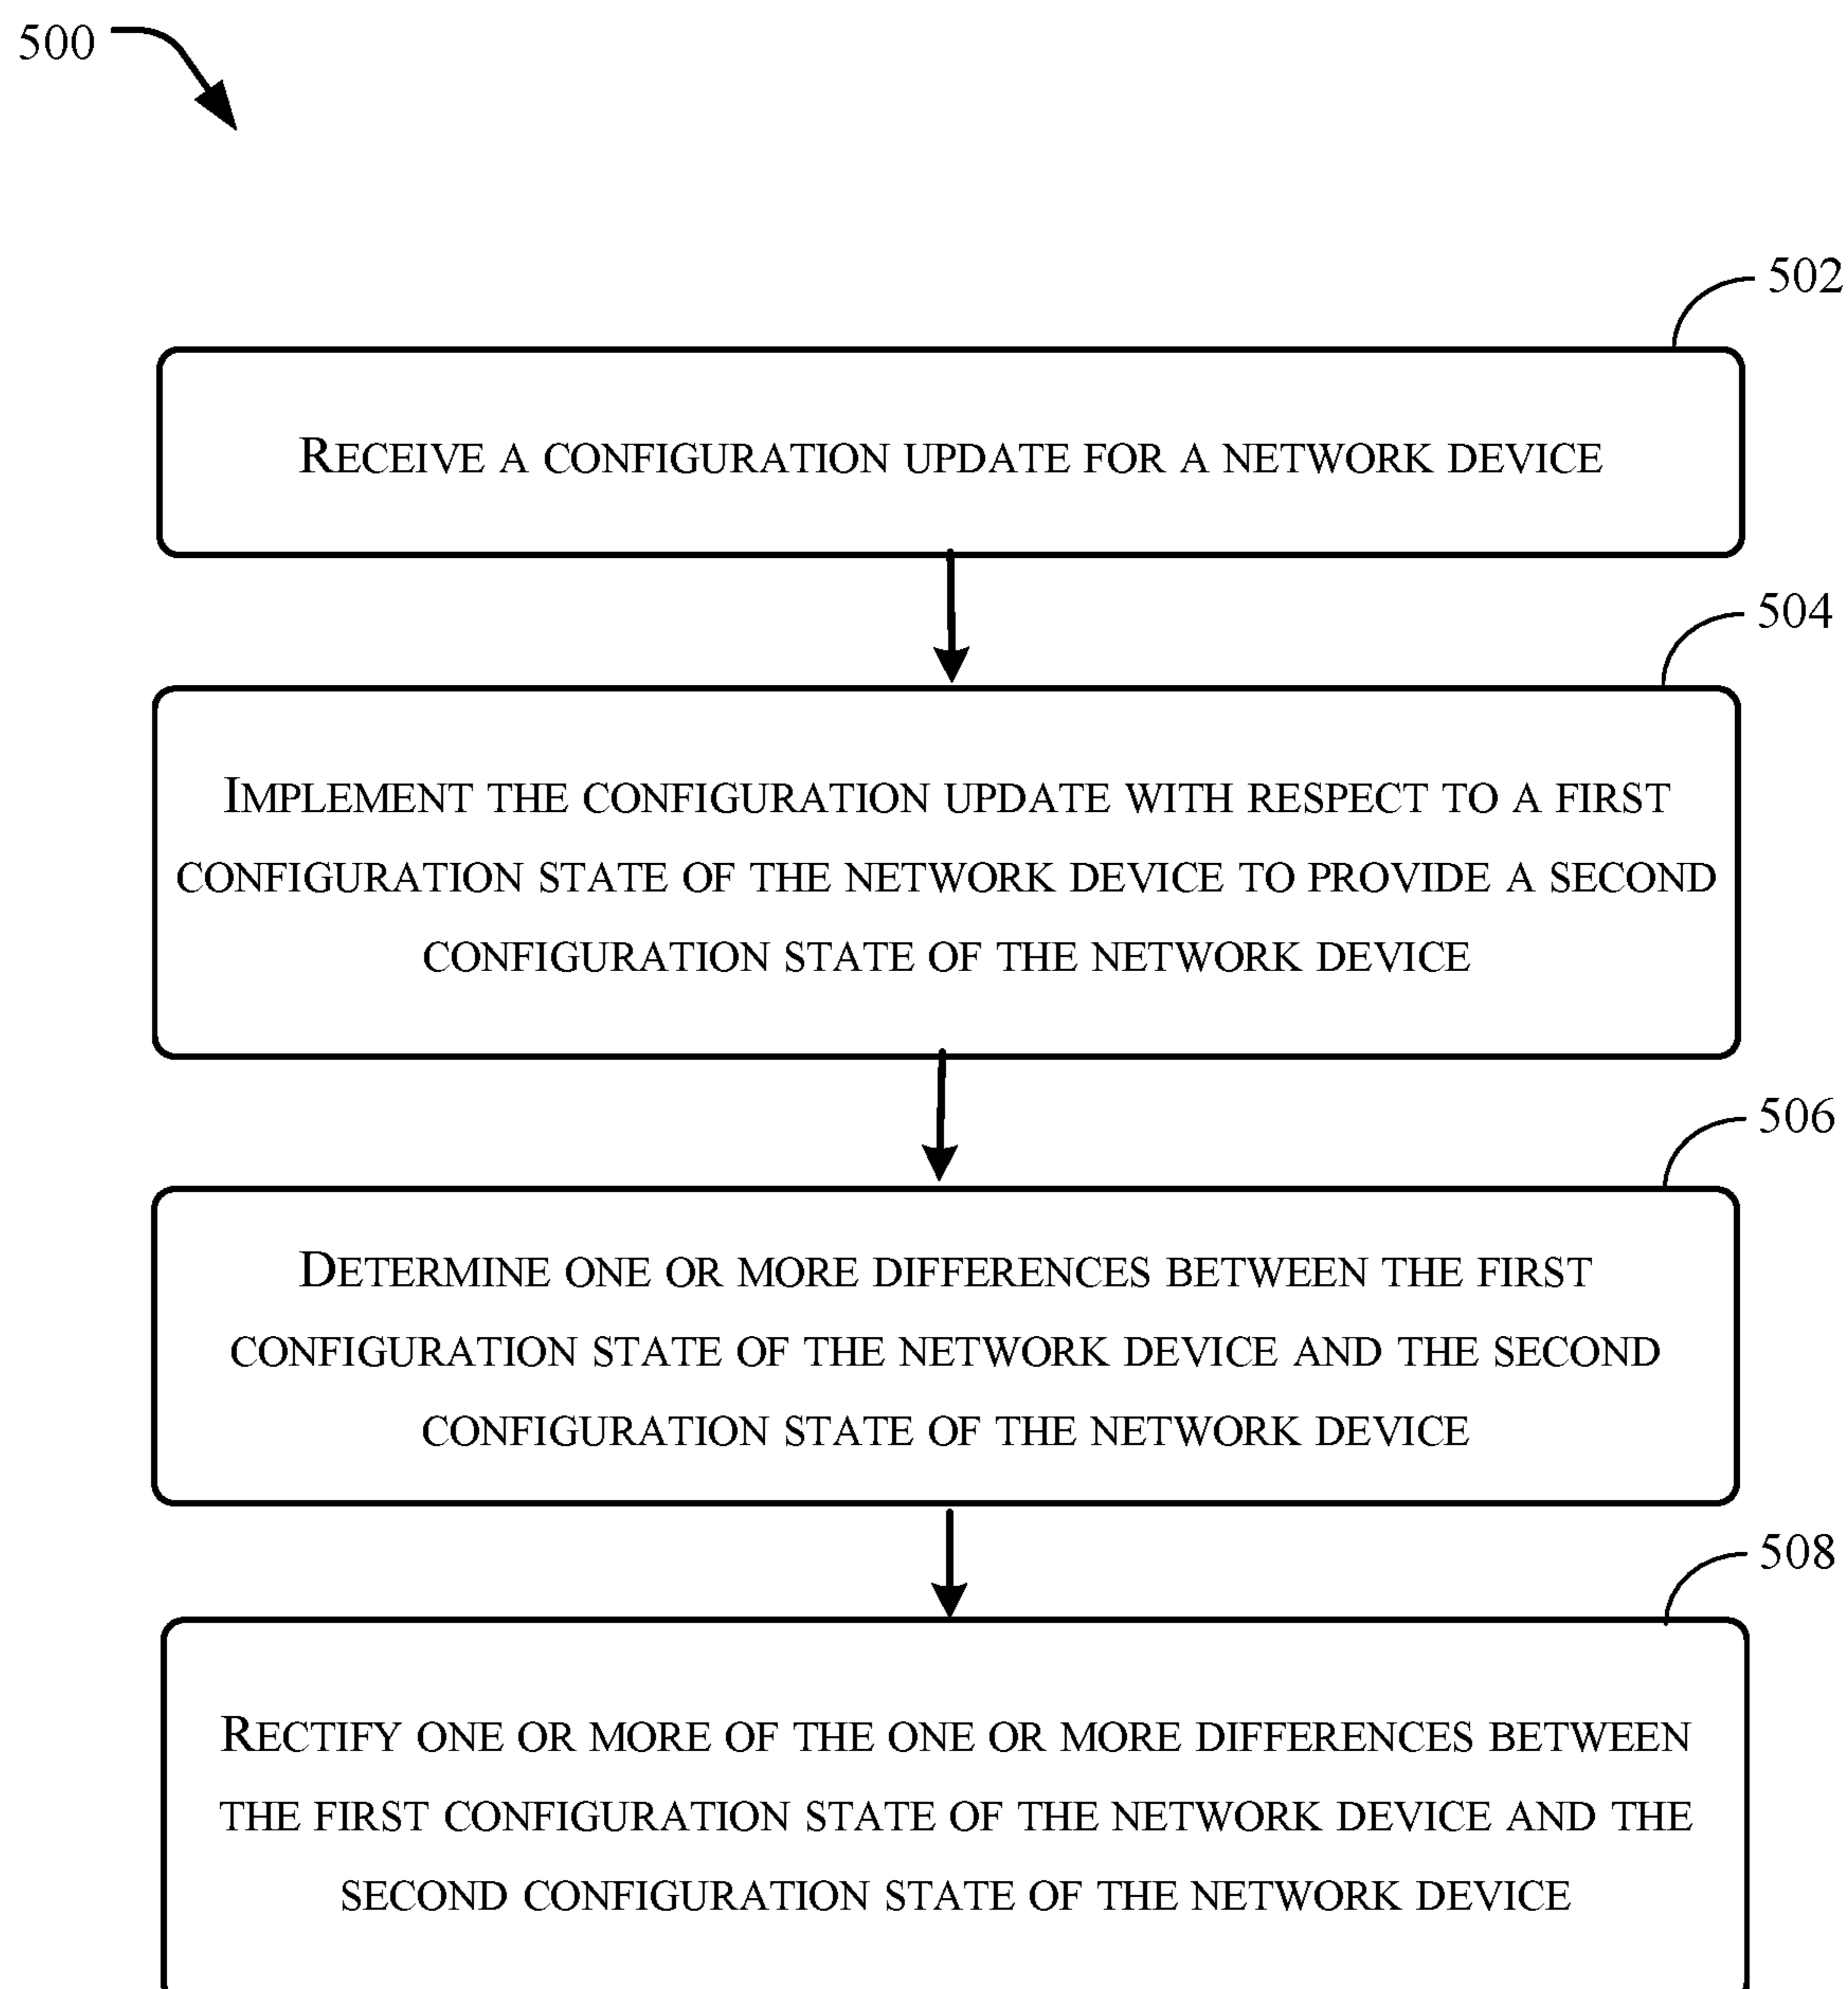 500
502
RECEIVE A CONFIGURATION UPDATE FOR A NETWORK DEVICE
504
IMPLEMENT THE CONFIGURATION UPDATE WITH RESPECT TO A FIRST
CONFIGURATION STATE OF THE NETWORK DEVICE TO PROVIDE A SECOND
CONFIGURATION STATE OF THE NETWORK DEVICE
506
DETERMINE ONE OR MORE DIFFERENCES BETWEEN THE FIRST
CONFIGURATION STATE OF THE NETWORK DEVICE AND THE SECOND
CONFIGURATION STATE OF THE NETWORK DEVICE
508
RECTIFY ONE OR MORE OF THE ONE OR MORE DIFFERENCES BETWEEN
THE FIRST CONFIGURATION STATE OF THE NETWORK DEVICE AND THE
SECOND CONFIGURATION STATE OF THE NETWORK DEVICE